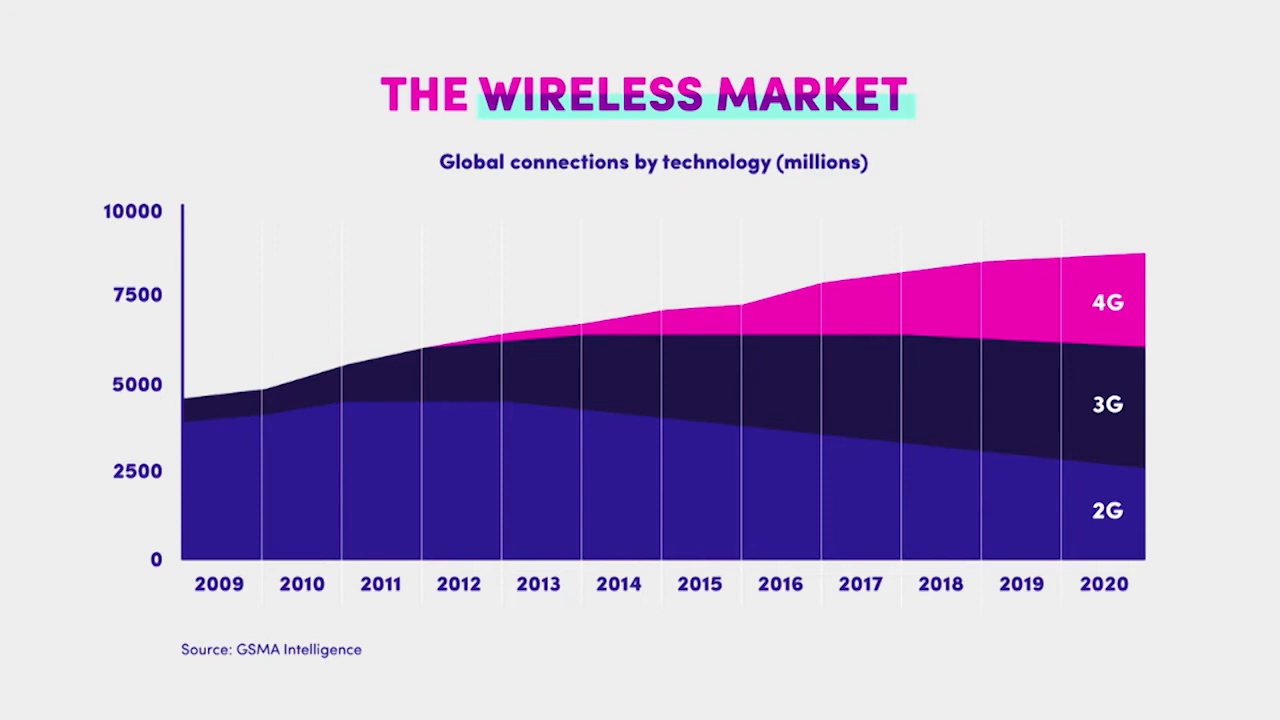 THE WIRELESS MARKET
Global connections by technology (millions)
10000
7500
5000
2500
0
4G
3G
2G
2009 2010 2011 2012 2013 2014 2015 2016 2017 2018 2019 2020
Source: GSMA Intelligence